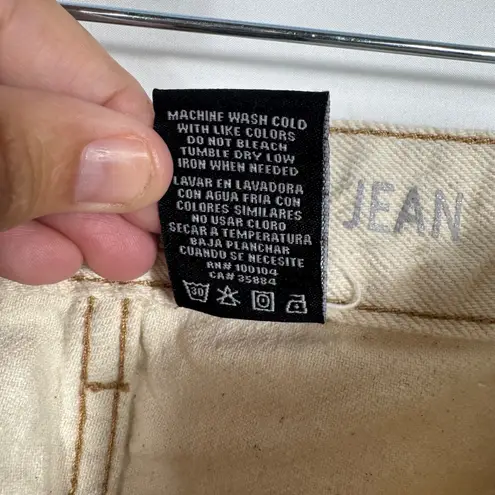 MACHINE WASH COLD
WITH LIKE COLORS
DO NOT BLEACH
TUMBLE DRY LOW
IRON WHEN NEEDED
LAVAR EN LAVADORA
CON AGUA FRIA CON
COLORES SIMILARES
NO USAR CLORO
SECAR A TEMPERATURA
BAJA PLANCHAR
CUANDO SE NECESITE
RN# 100104
CA# 35884
30
JEAN